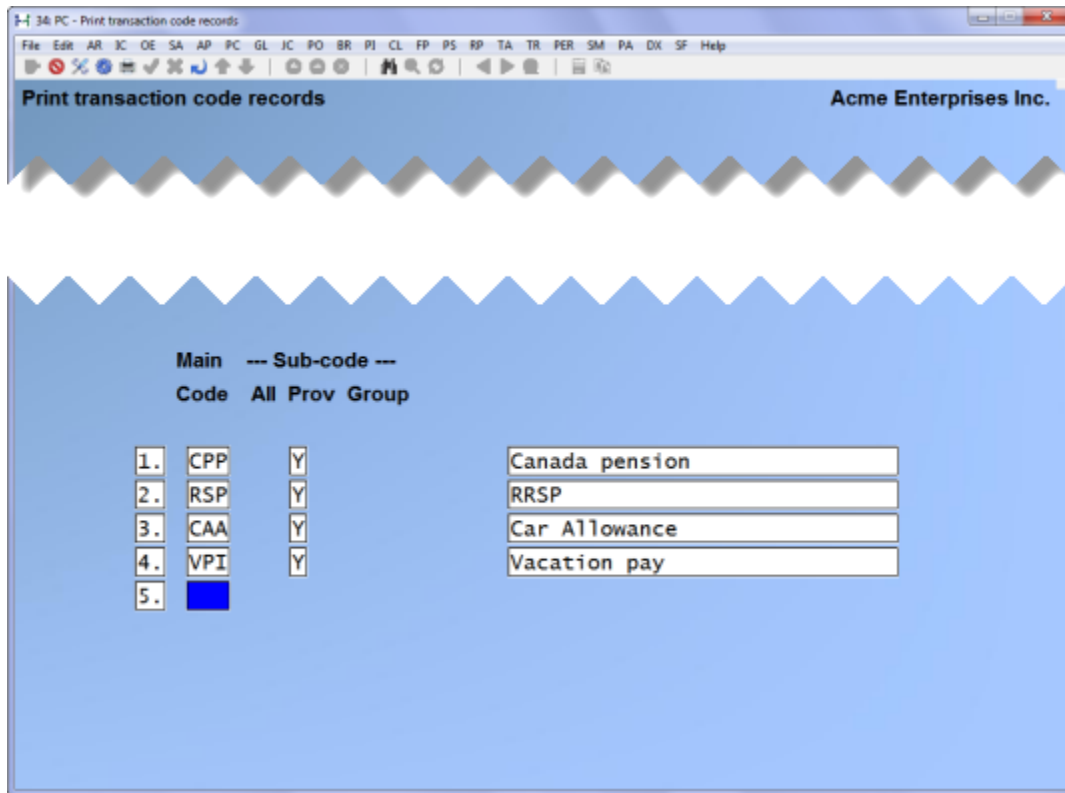 34: PC - Print transaction code records
File Edit AR IC OE SA AP PC GL JC PO BR PI CL FP PS RP TA TR PER SM PA DX SF Help
Print transaction code records Acme Enterprises Inc.
Main --- Sub-code ---
Code All Prov Group
1. CPP Y Canada pension
2. RSP Y RRSP
3. CAA Y Car Allowance
4. VPI Y Vacation pay
5.